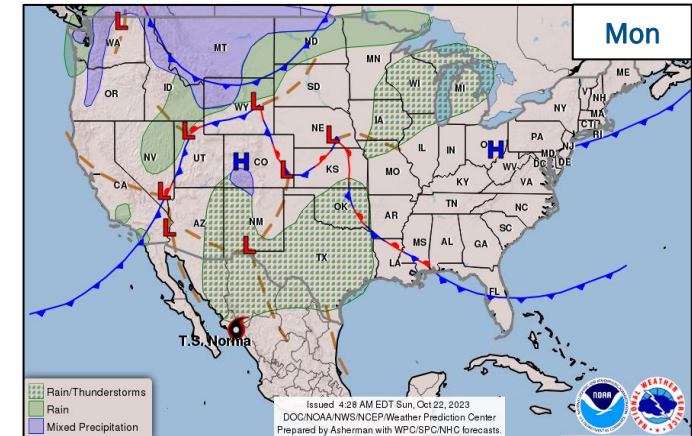 Mon
WA
MT
ND
MN
ME
OR
ID
WY
SD
WI
MI
NY
VT
NH
MA
CT
RI
NE
IA
IL
IN
O
PA
NJ
MD
DE
DC
WV
VA
NV
UT
CO
KS
MO
KY
CA
AZ
NM
OK
AR
TN
NC
SC
TX
LA
MS
AL
GA
FL
L
L
L
L
L
L
L
L
H
H
T.S. Norma
Rain/Thunderstorms
Rain
Mixed Precipitation
Issued 4:28 AM EDT Sun, Oct 22, 2023
DOC/NOAA/NWS/NCEP/Weather Prediction Center
Prepared by Asherman with WPC/SPC/NHC forecasts.
NOAA
NATIONAL WEATHER SERVICE